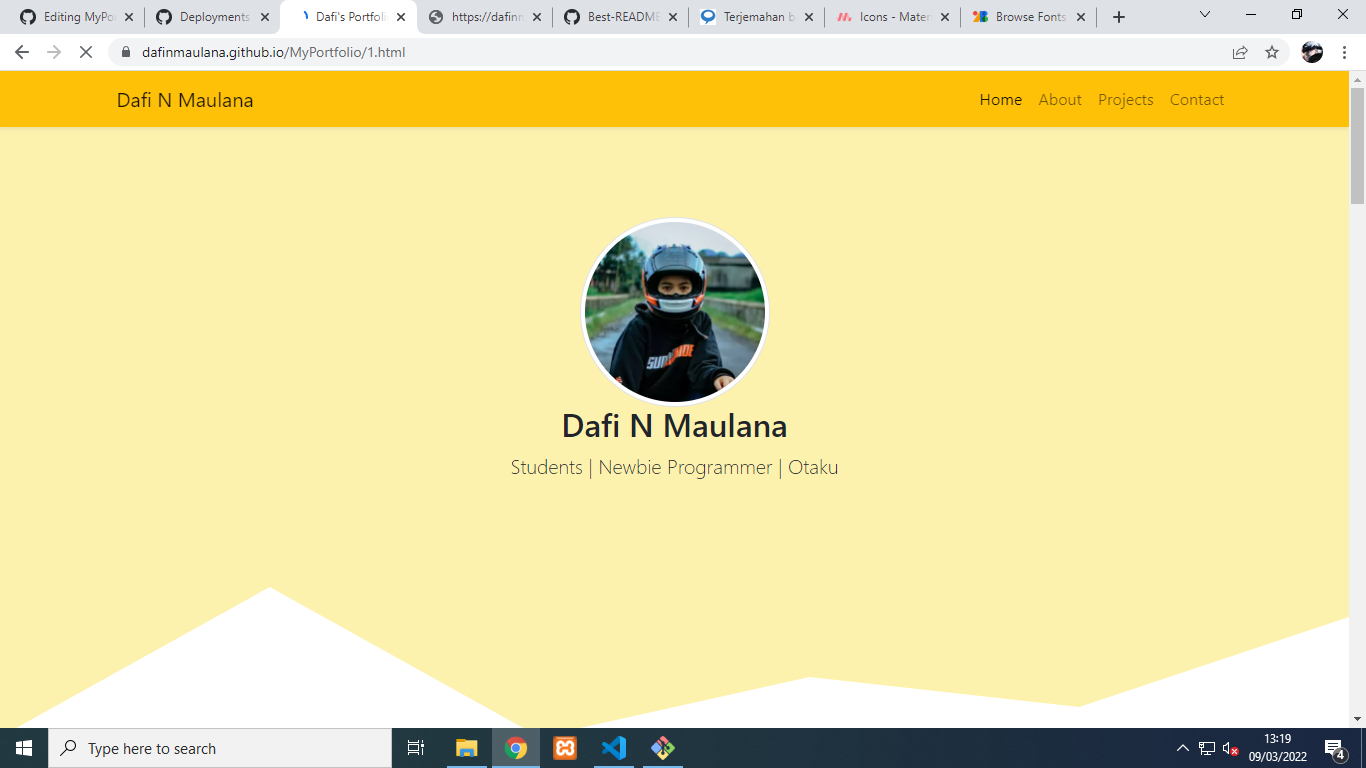 Editing MyPo
Deployments
Dafi's Portfoli
https://dafinm
Best-README
Terjemahan b
Icons - Mater
Browse Fonts
dafinmaulana.github.io/MyPortfolio/1.html
Dafi N Maulana
Home
About
Projects
Contact
Dafi N Maulana
Students | Newbie Programmer | Otaku
Type here to search
13:19
09/03/2022
4